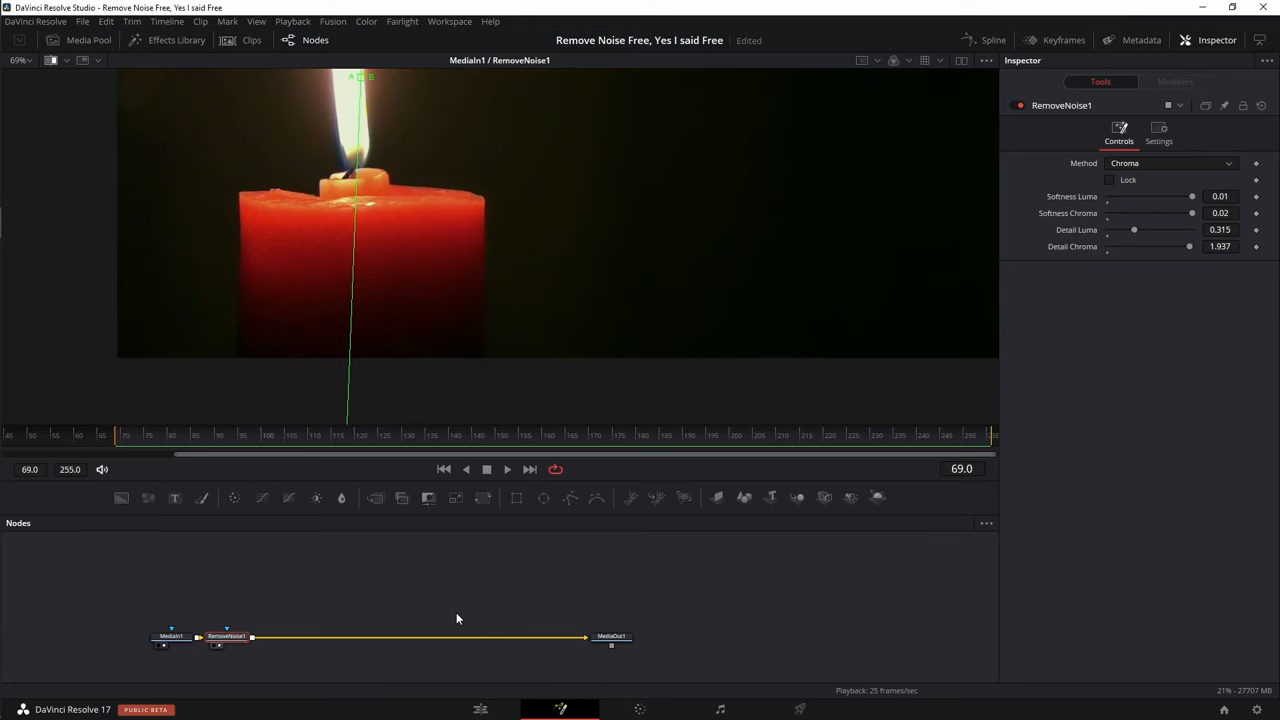 DaVinci Resolve Studio - Remove Noise Free, Yes I said Free
DaVinci Resolve File Edit Trim Timeline Clip Mark View Playback Fusion Color Fairlight Workspace Help
Media Pool Effects Library Clips Nodes Remove Noise Free, Yes I said Free Edited Spline Keyframes Metadata Inspector
69% MediaIn1 / RemoveNoise1 Inspector
A B
Tools Modifiers
RemoveNoise1
Controls Settings
Method Chroma
Lock
Softness Luma 0.01
Softness Chroma 0.02
Detail Luma 0.315
Detail Chroma 1.937
45 50 55 60 65 70 75 80 85 90 95 100 105 110 115 120 125 130 135 140 145 150 155 160 165 170 175 180 185 190 195 200 205 210 215 220 225 230 235 240 245 250 255
69.0 255.0 69.0
Nodes
MediaIn1 RemoveNoise1 MediaOut1
Playback: 25 frames/sec 21% - 27707 MB
DaVinci Resolve 17 PUBLIC BETA